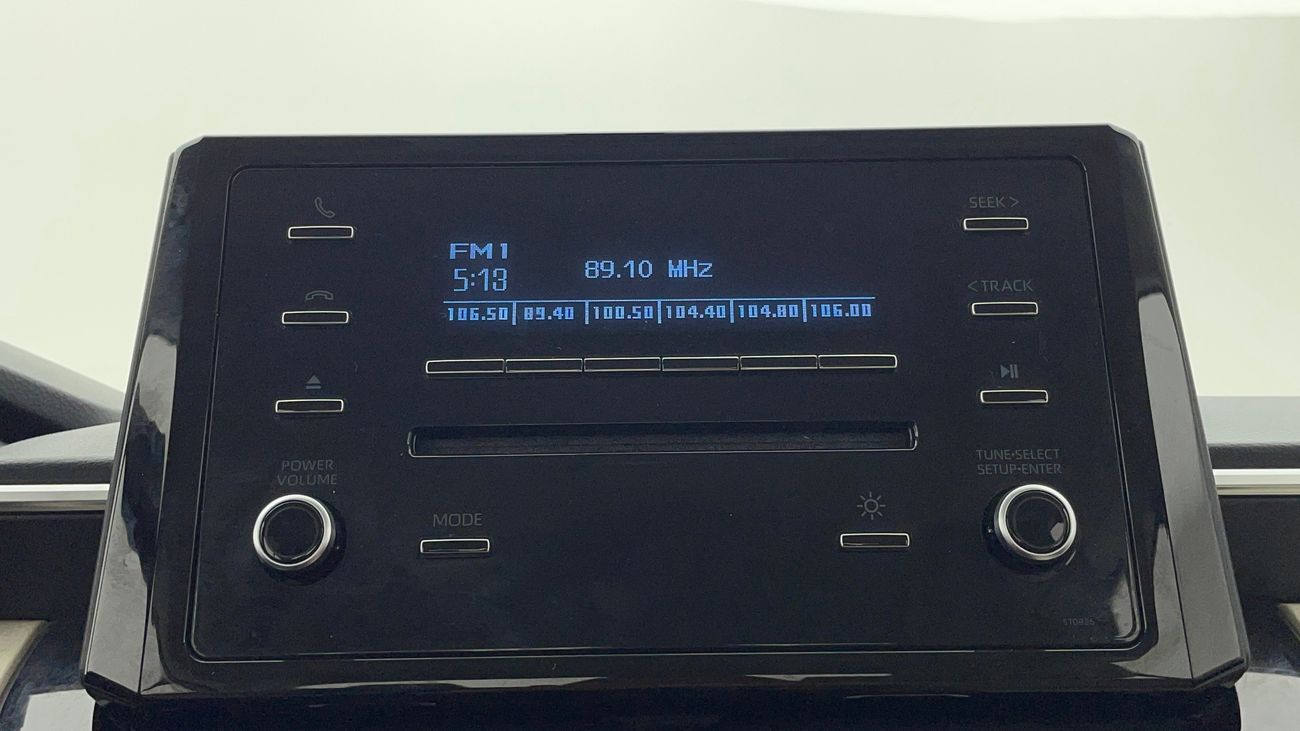 SEEK >
FM1
5:13
89.10 MHz
< TRACK
106.50 89.40 100.50 104.40 104.80 106.00
POWER
VOLUME
TUNE•SELECT
SETUP•ENTER
MODE